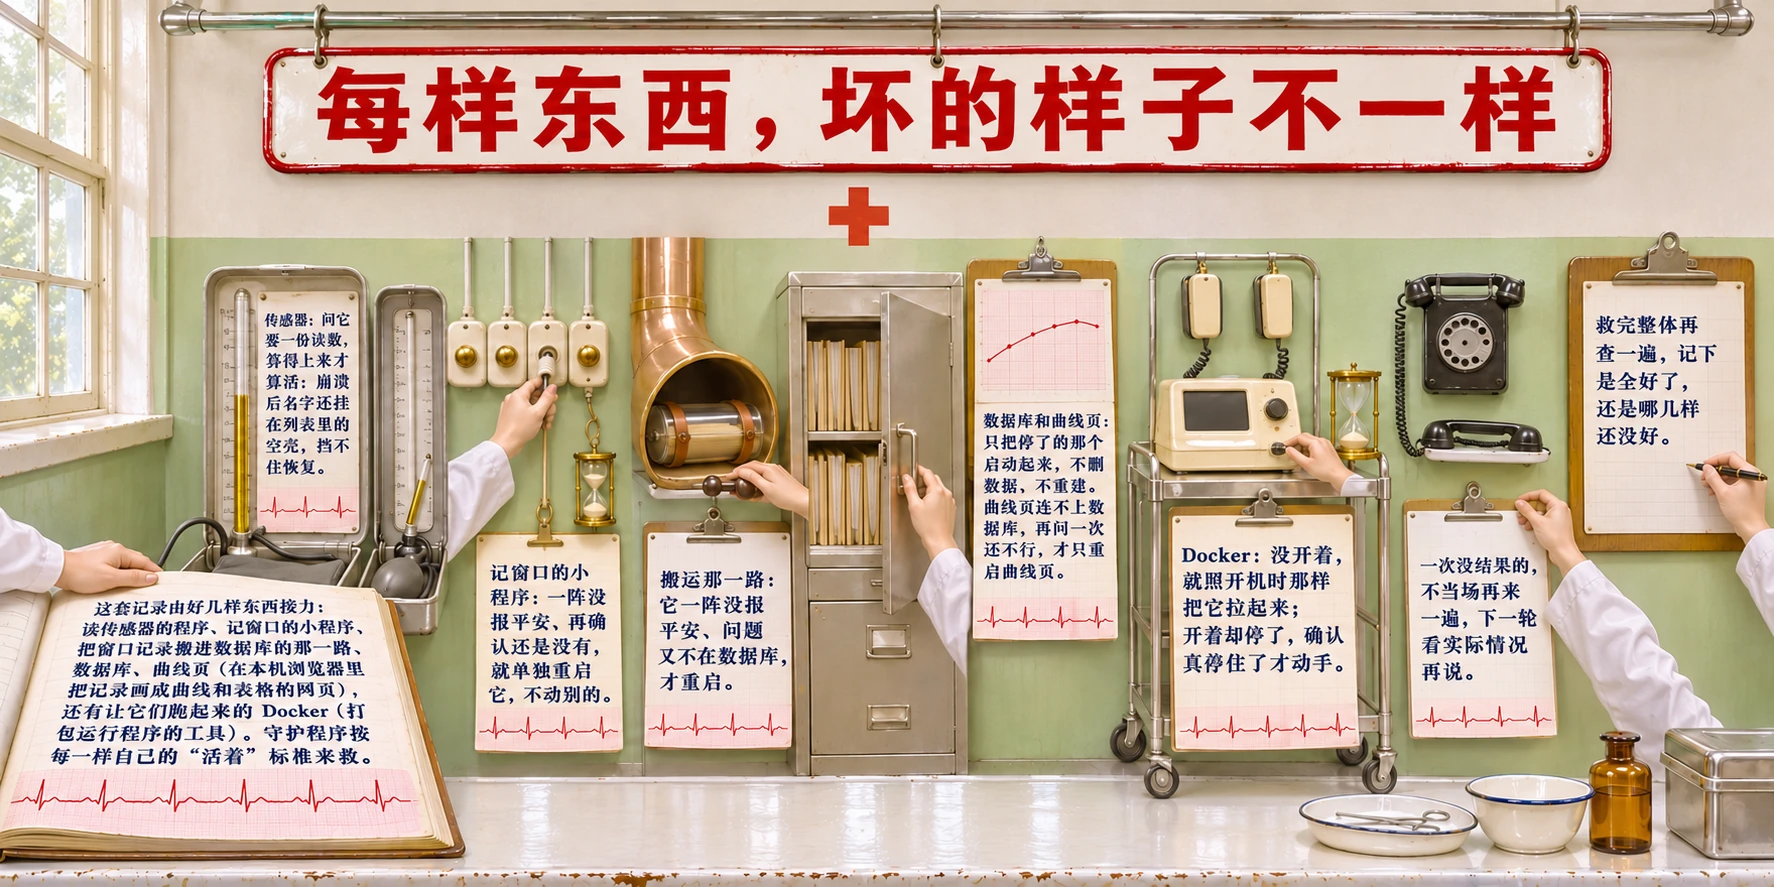 每样东西，坏的样子不一样
传感器：问它
要一份读数，
算得上来才
算活：崩溃
后名字还挂
在列表里的
空壳，挡不
住恢复。
这套记录由好几样东西接力：
读传感器的程序、记窗口的小程序、
把窗口记录搬进数据库的那一路、
数据库、曲线页（在本机浏览器里
把记录画成曲线和表格的网页），
还有让它们跑起来的 Docker（打
包运行程序的工具）。守护程序按
每一样自己的“活着”标准来救。
记窗口的小
程序：一阵没
报平安、再确
认还是没有，
就单独重启
它，不动别的。
搬运那一路：
它一阵没报
平安、问题
又不在数据库，
才重启。
数据库和曲线页：
只把停了的那个
启动起来，不删
数据，不重建。
曲线页连不上数
据库，再问一次
还不行，才只重
启曲线页。
Docker：没开着，
就照开机时那样
把它拉起来；
开着却停了，确认
真停住了才动手。
一次没结果的，
不当场再来
一遍，下一轮
看实际情况
再说。
救完整体再
查一遍，记下
是全好了，
还是哪几样
还没好。